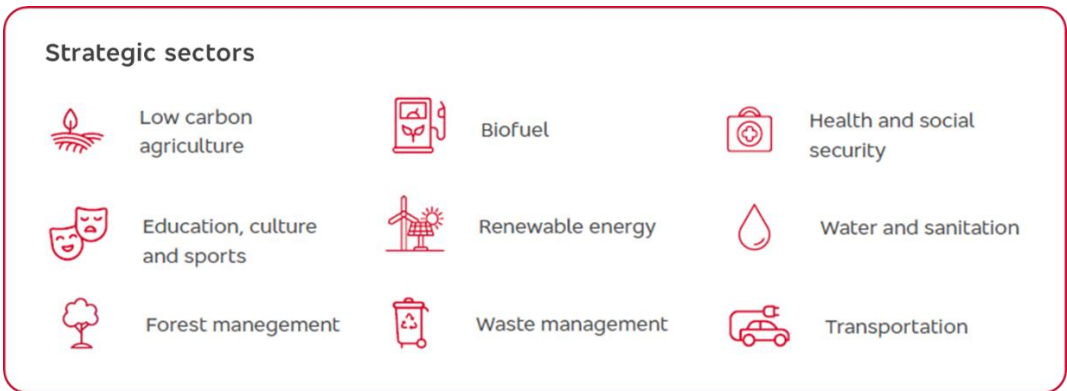 Strategic sectors
Low carbon
agriculture
Biofuel
Health and social
security
Education, culture
and sports
Renewable energy
Water and sanitation
Forest manegement
Waste management
Transportation